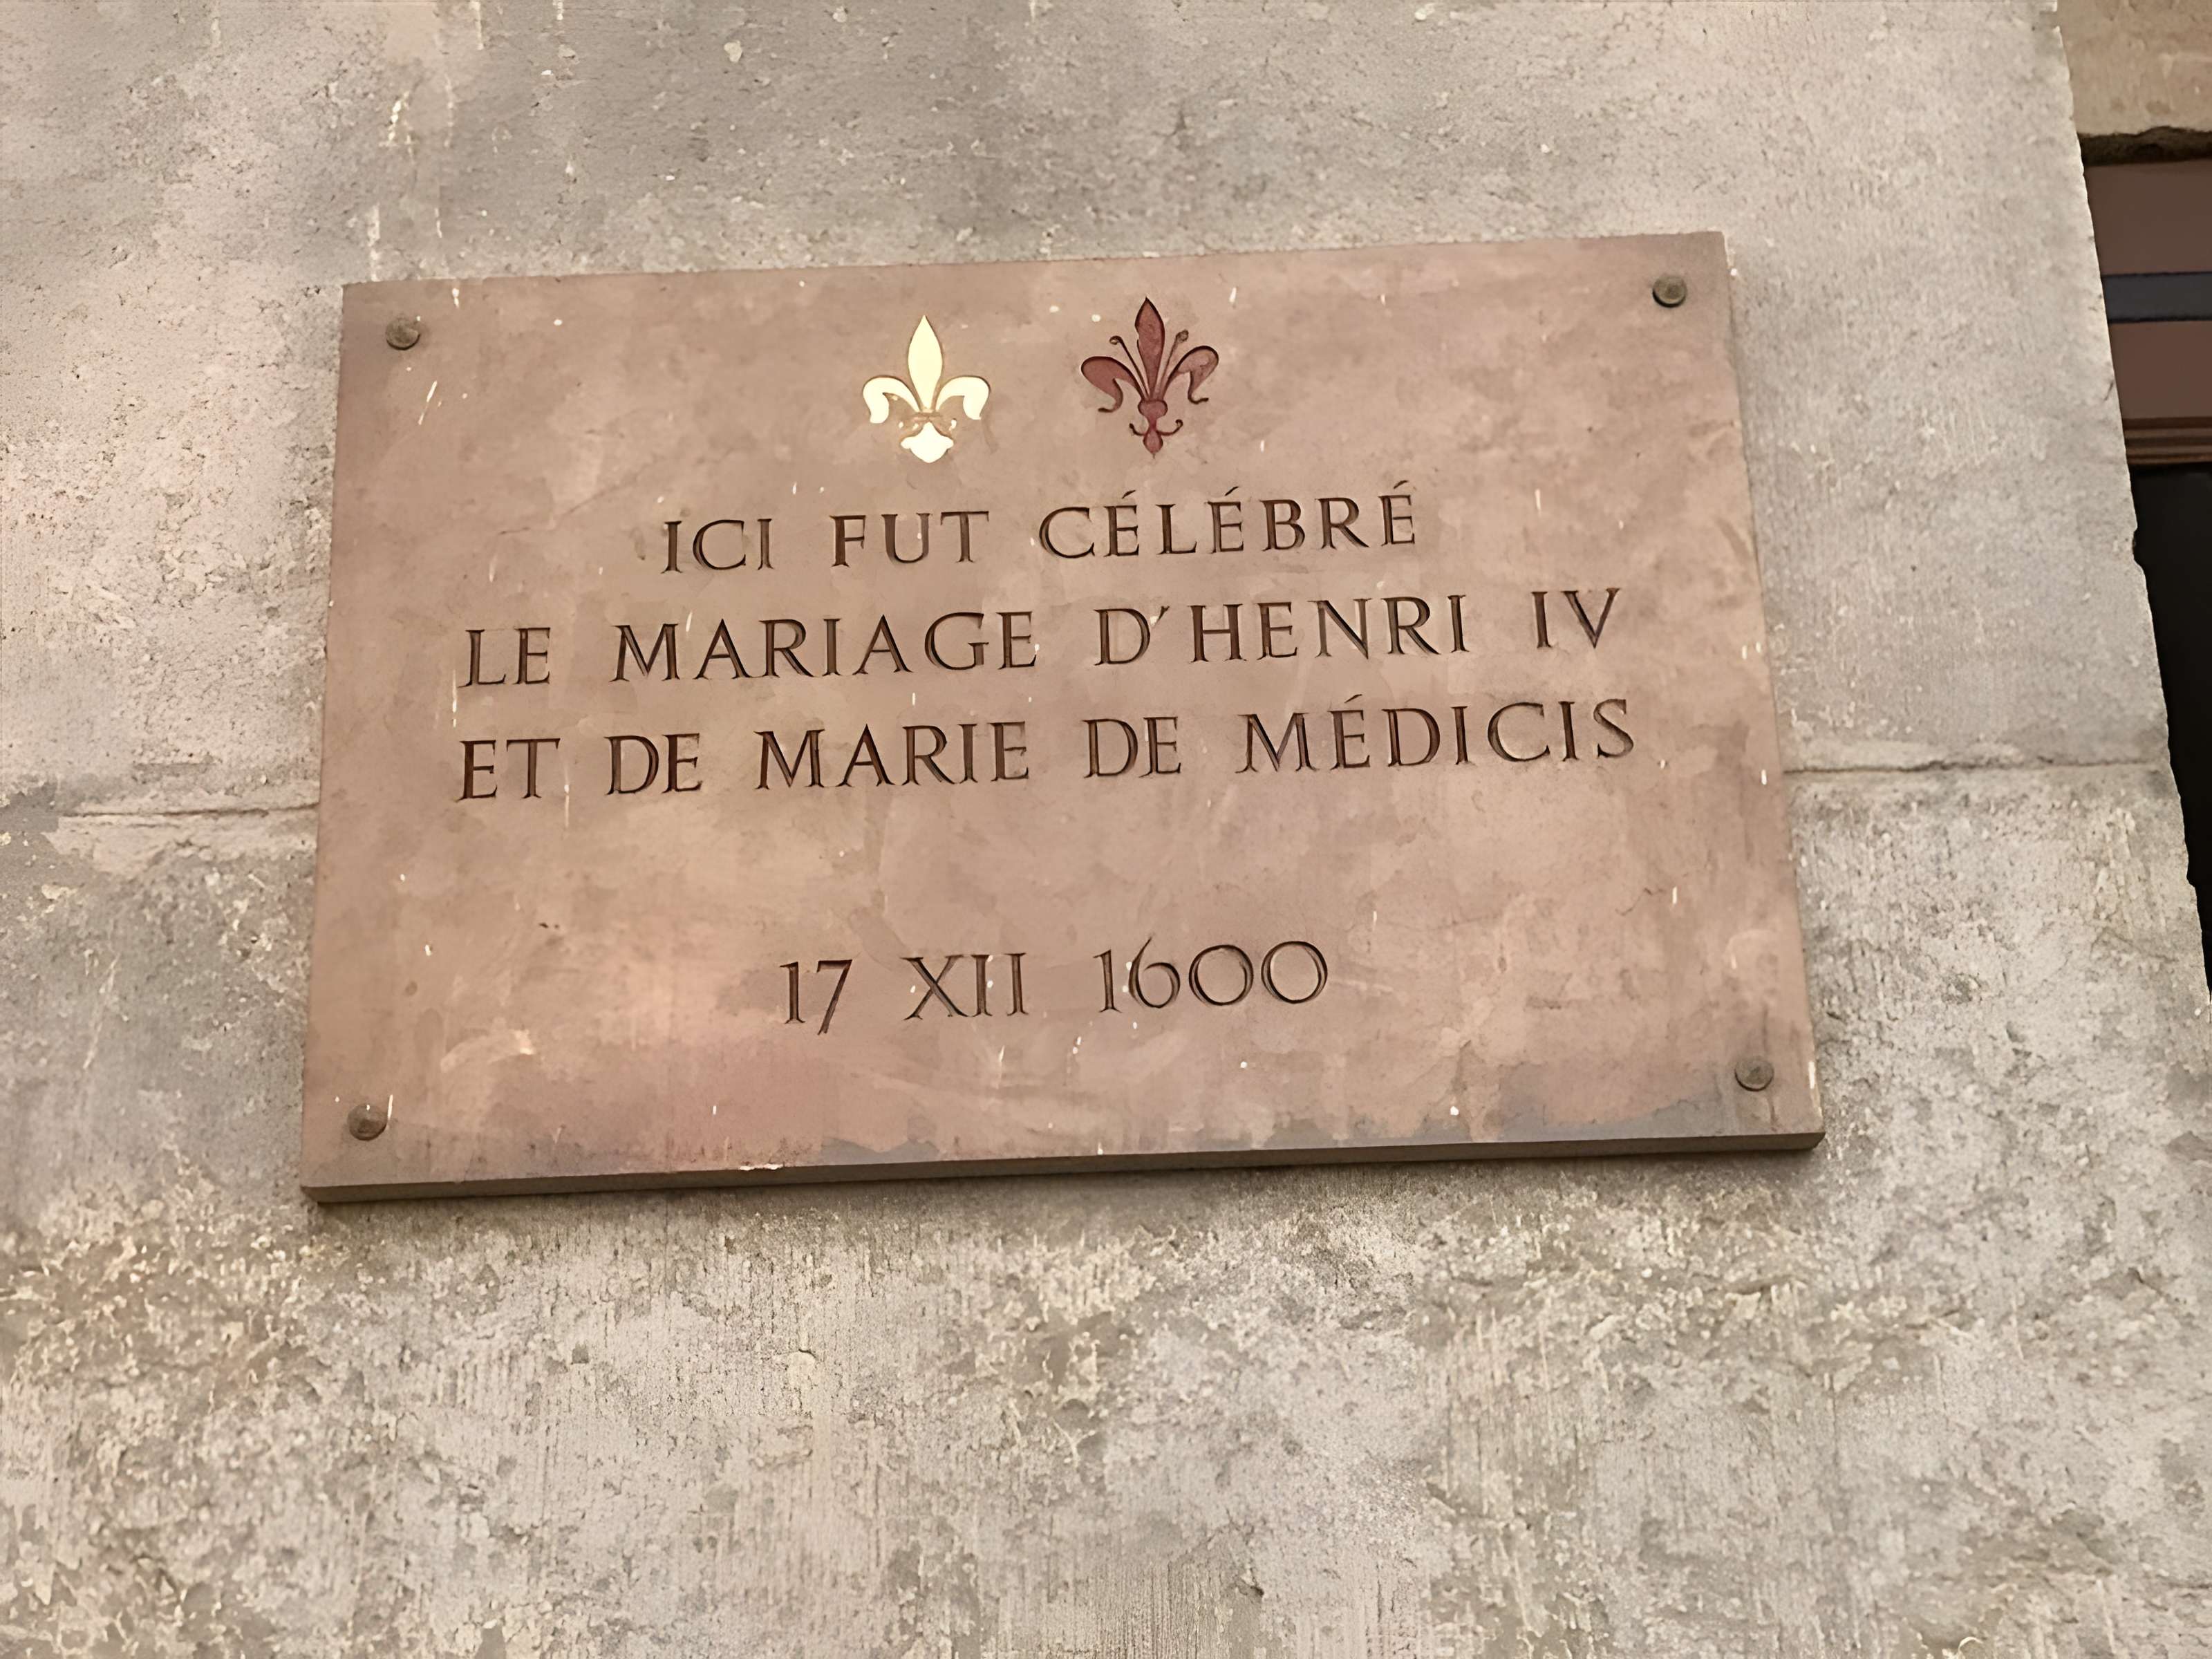 ICI FUT CÉLÉBRÉ
LE MARIAGE D'HENRI IV
ET DE MARIE DE MÉDICIS
17 XII 1600